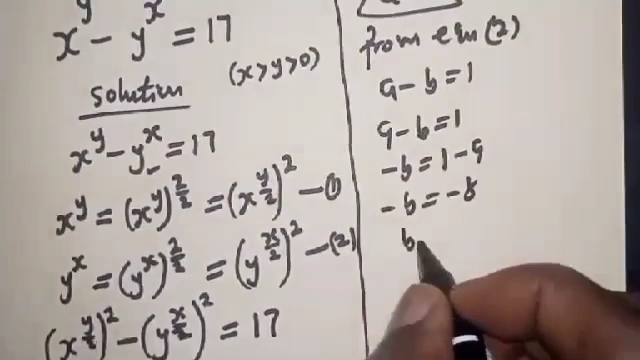 x^y - y^x = 17
(x>y>0)
solution
x^y - y^x = 17
x^y = (x^y)^{2/2} = (x^{y/2})^2 - (1)
y^x = (y^x)^{2/2} = (y^{x/2})^2 - (2)
(x^{y/2})^2 - (y^{x/2})^2 = 17
from eqn (2)
a - b = 1
9 - b = 1
-b = 1 - 9
-b = -8
b